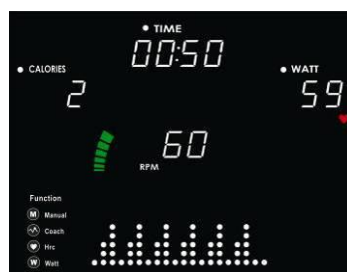 TIME
00:50
CALORIES
2
WATT
59
60
RPM
Function
M Manual
Coach
Hrc
W Watt